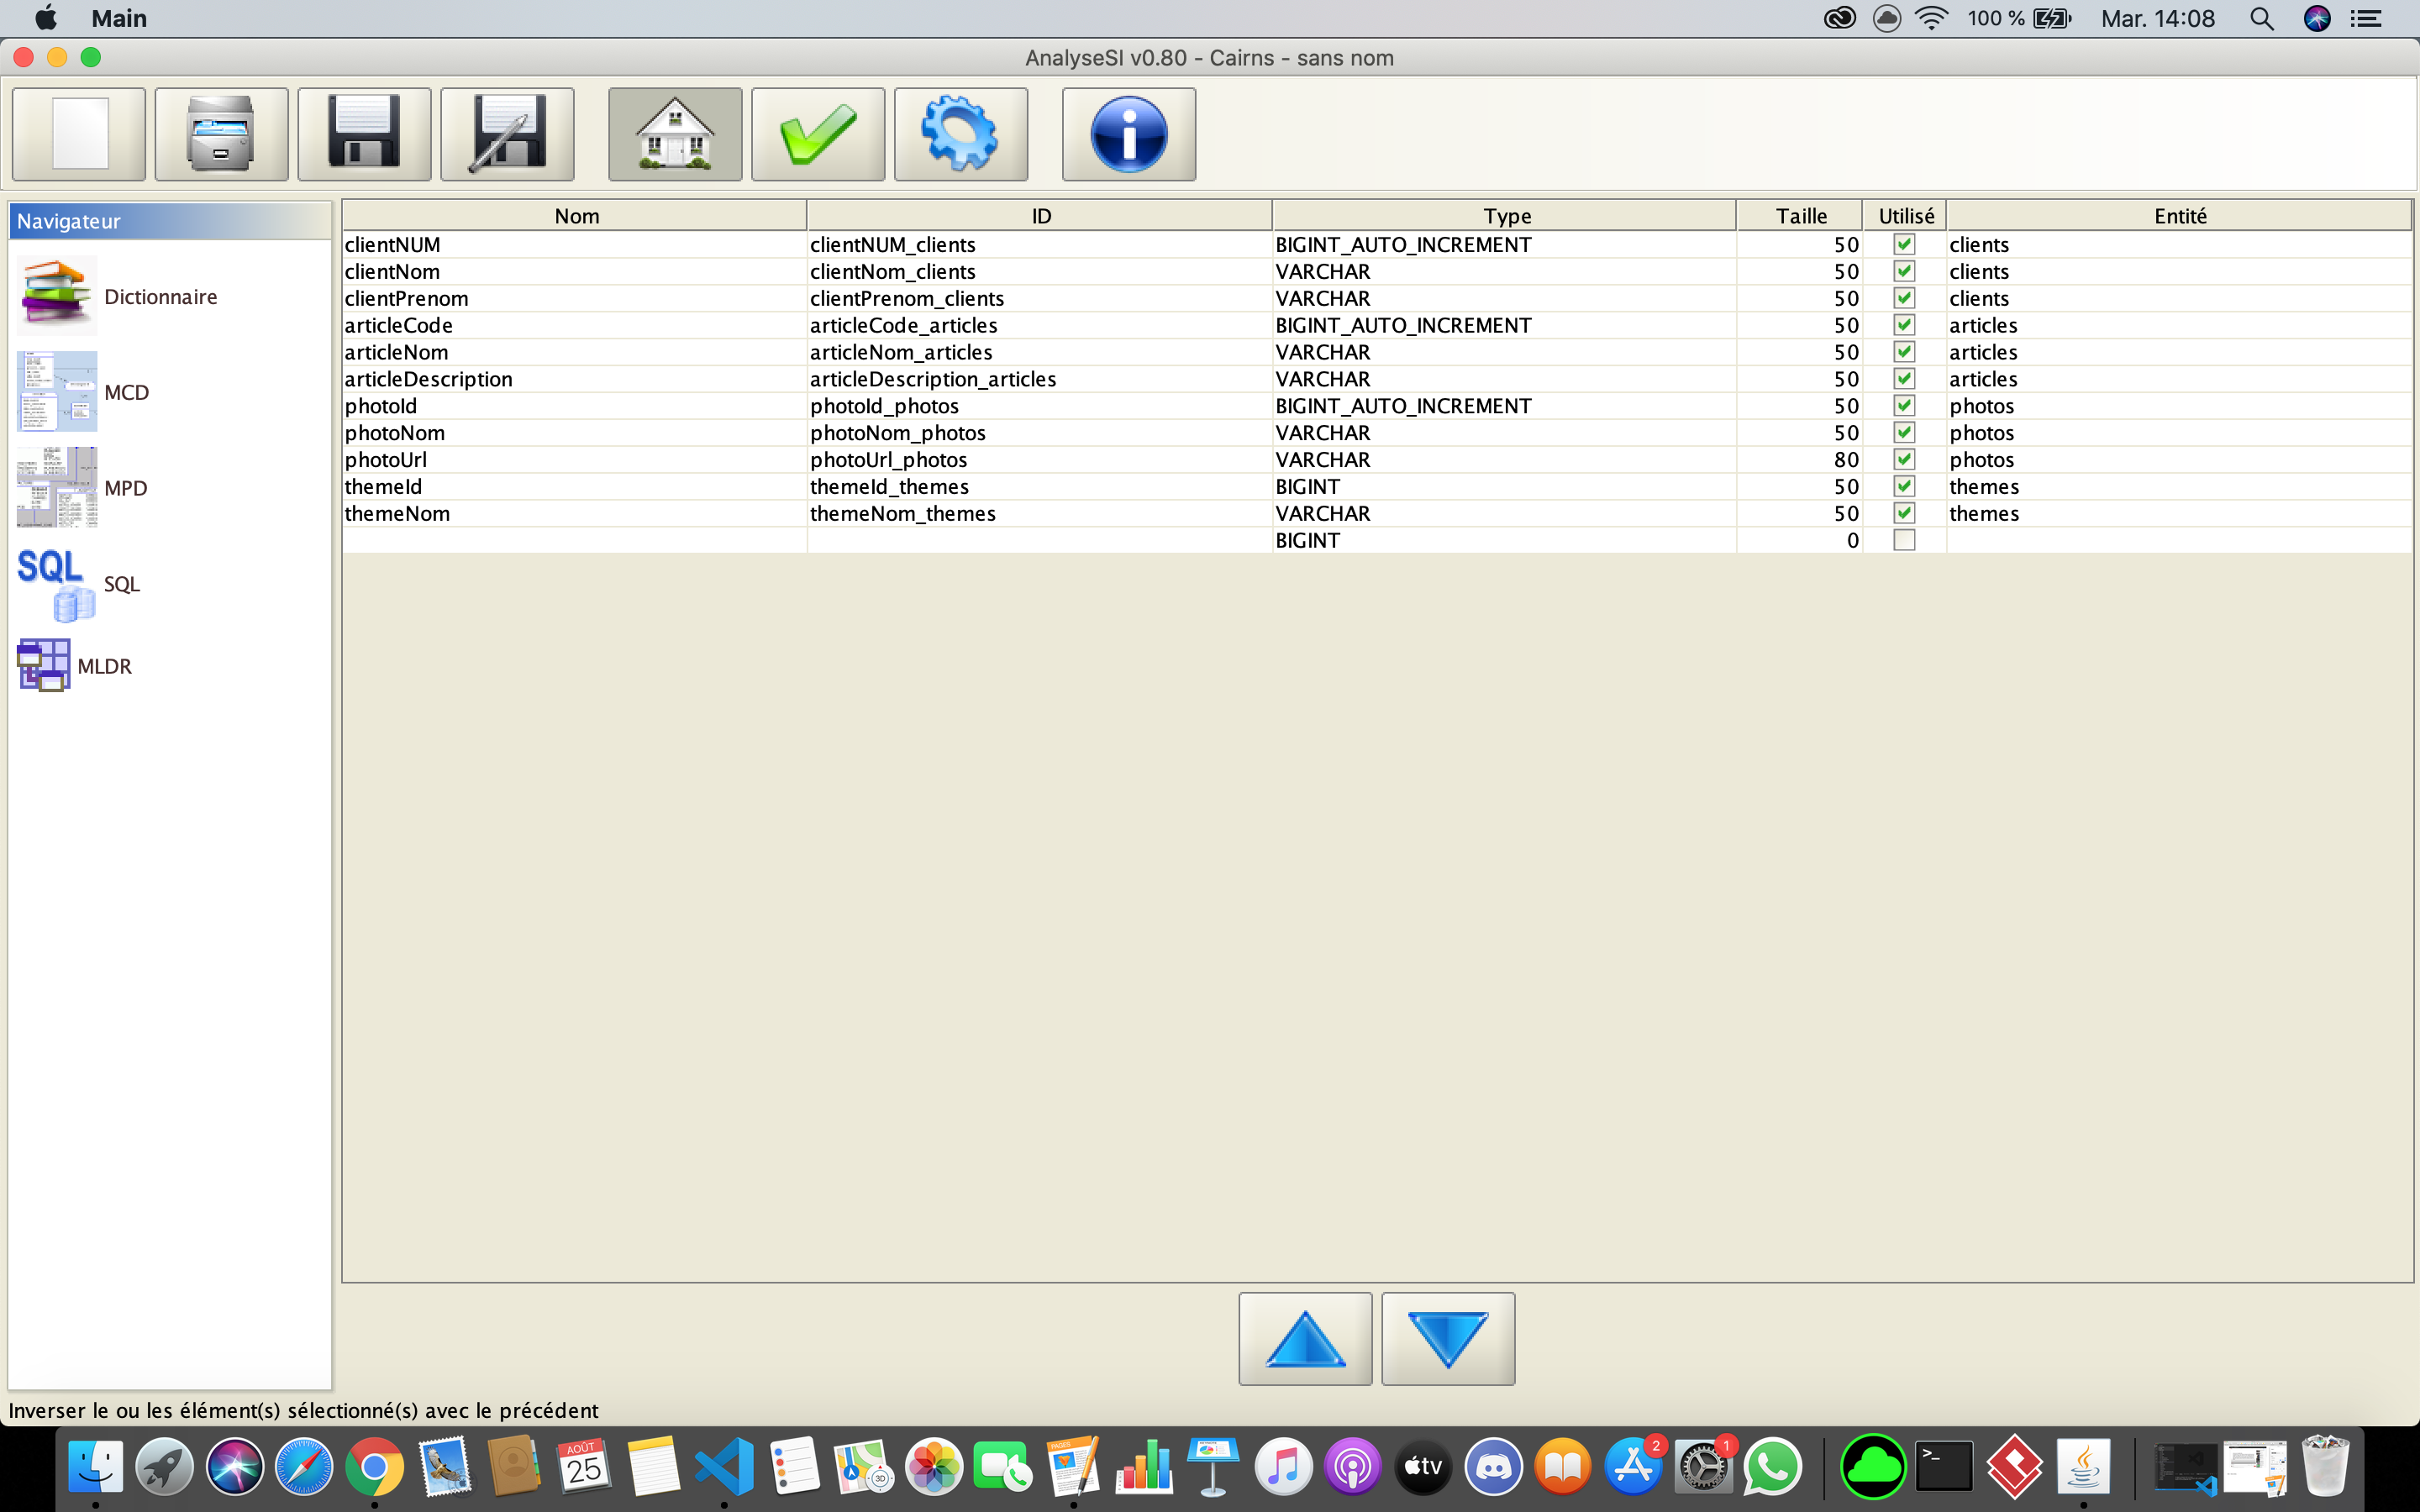 Main
100 %
Mar. 14:08
AnalyseSI v0.80 - Cairns - sans nom
Navigateur
Dictionnaire
MCD
MPD
SQL SQL
MLDR
Nom ID Type Taille Utilisé Entité
clientNUM clientNUM_clients BIGINT_AUTO_INCREMENT 50 clients
clientNom clientNom_clients VARCHAR 50 clients
clientPrenom clientPrenom_clients VARCHAR 50 clients
articleCode articleCode_articles BIGINT_AUTO_INCREMENT 50 articles
articleNom articleNom_articles VARCHAR 50 articles
articleDescription articleDescription_articles VARCHAR 50 articles
photoId photoId_photos BIGINT_AUTO_INCREMENT 50 photos
photoNom photoNom_photos VARCHAR 50 photos
photoUrl photoUrl_photos VARCHAR 80 photos
themeId themeId_themes BIGINT 50 themes
themeNom themeNom_themes VARCHAR 50 themes
BIGINT 0
Inverser le ou les élément(s) sélectionné(s) avec le précédent
AOÛT
25
3D
PAGES
tv
2
1
>_